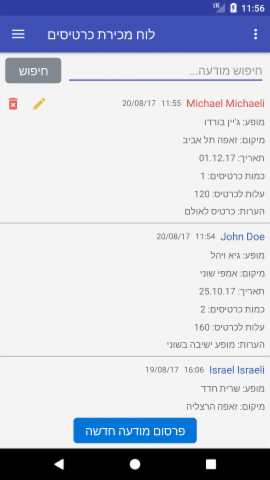 11:56
לוח מכירת כרטיסים
חיפוש מודעה...
חיפוש
Michael Michaeli 11:55 20/08/17
מופע: ג'יין בורדו
מיקום: זאפה תל אביב
תאריך: 01.12.17
כמות כרטיסים: 1
עלות לכרטיס: 120
הערות: כרטיס לאולם
John Doe 11:54 20/08/17
מופע: גיא ויהל
מיקום: אמפי שוני
תאריך: 25.10.17
כמות כרטיסים: 2
עלות לכרטיס: 160
הערות: מופע ישיבה בשוני
Israel Israeli 16:06 19/08/17
מופע: שרית חדד
מיקום: זאפה הרצליה
פרסום מודעה חדשה